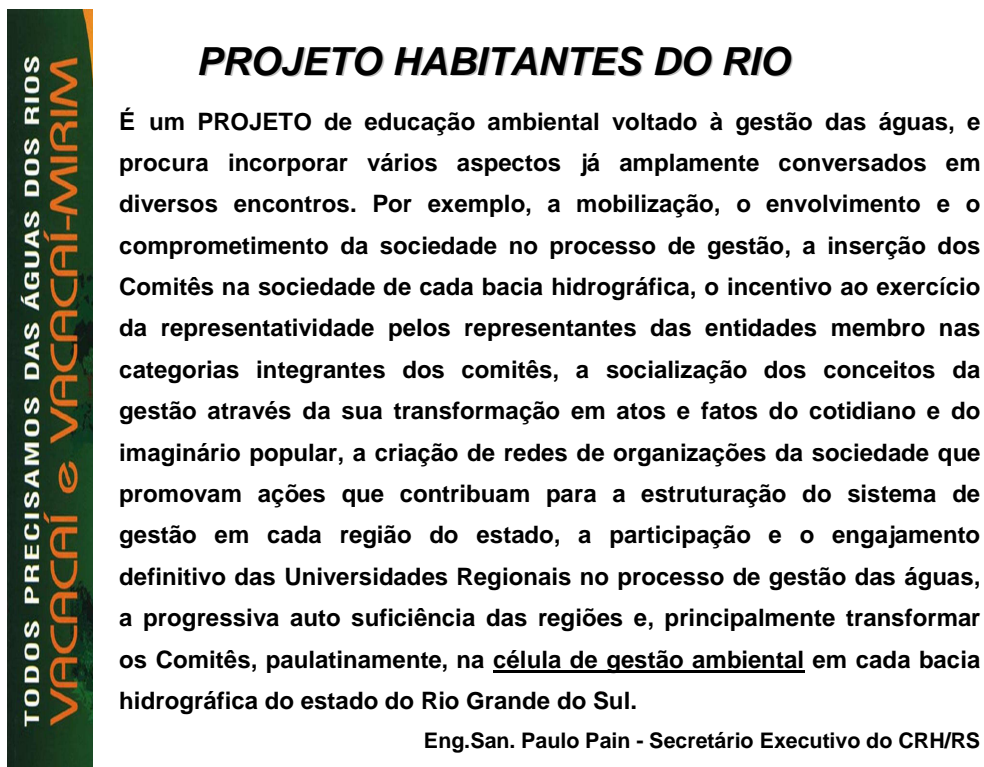 TODOS PRECISAMOS DAS ÁGUAS DOS RIOS
VACACAÍ e VACACAÍ-MIRIM
PROJETO HABITANTES DO RIO
É um PROJETO de educação ambiental voltado à gestão das águas, e
procura incorporar vários aspectos já amplamente conversados em
diversos encontros. Por exemplo, a mobilização, o envolvimento e o
comprometimento da sociedade no processo de gestão, a inserção dos
Comitês na sociedade de cada bacia hidrográfica, o incentivo ao exercício
da representatividade pelos representantes das entidades membro nas
categorias integrantes dos comitês, a socialização dos conceitos da
gestão através da sua transformação em atos e fatos do cotidiano e do
imaginário popular, a criação de redes de organizações da sociedade que
promovam ações que contribuam para a estruturação do sistema de
gestão em cada região do estado, a participação e o engajamento
definitivo das Universidades Regionais no processo de gestão das águas,
a progressiva auto suficiência das regiões e, principalmente transformar
os Comitês, paulatinamente, na célula de gestão ambiental em cada bacia
hidrográfica do estado do Rio Grande do Sul.
Eng.San. Paulo Pain - Secretário Executivo do CRH/RS